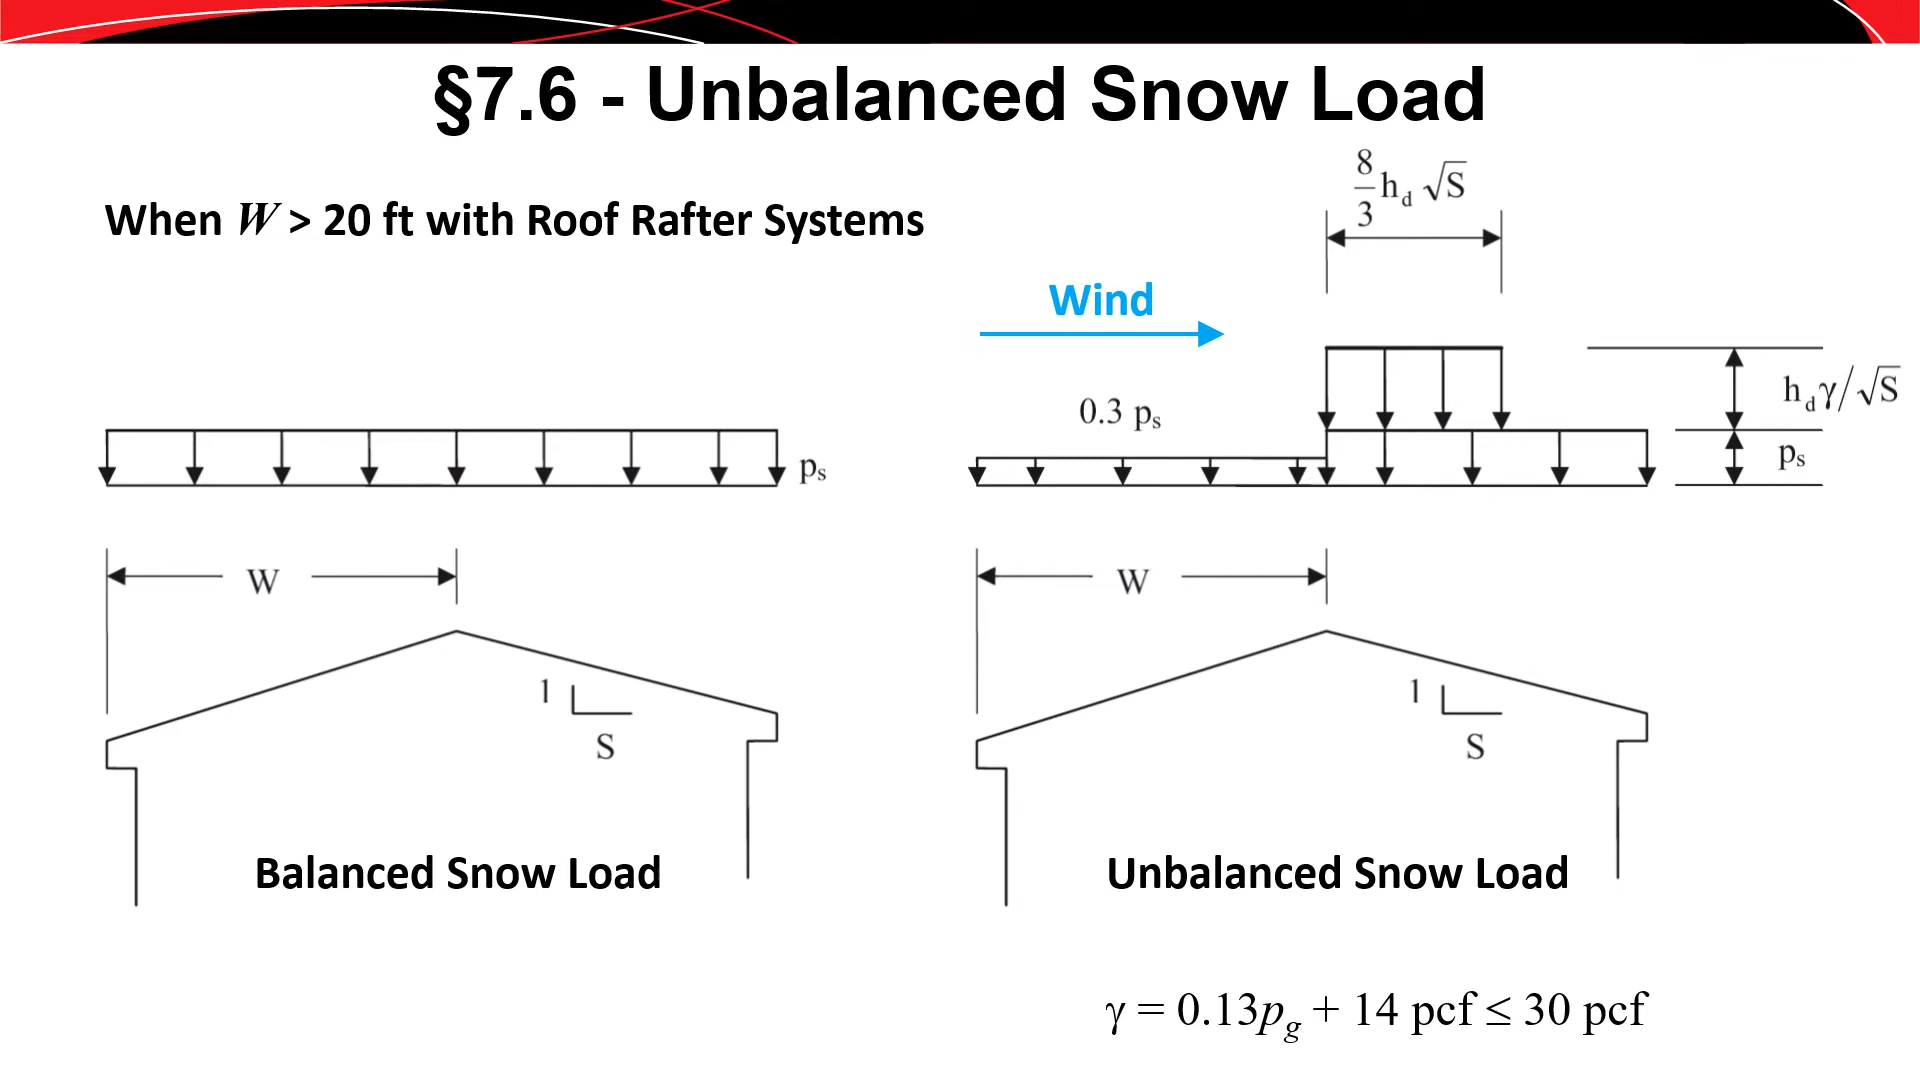 §7.6 - Unbalanced Snow Load
When W > 20 ft with Roof Rafter Systems
8/3 h_d √S
Wind
0.3 p_s
h_d γ/√S
p_s
p_s
W
W
1
S
1
S
Balanced Snow Load
Unbalanced Snow Load
γ = 0.13p_g + 14 pcf ≤ 30 pcf